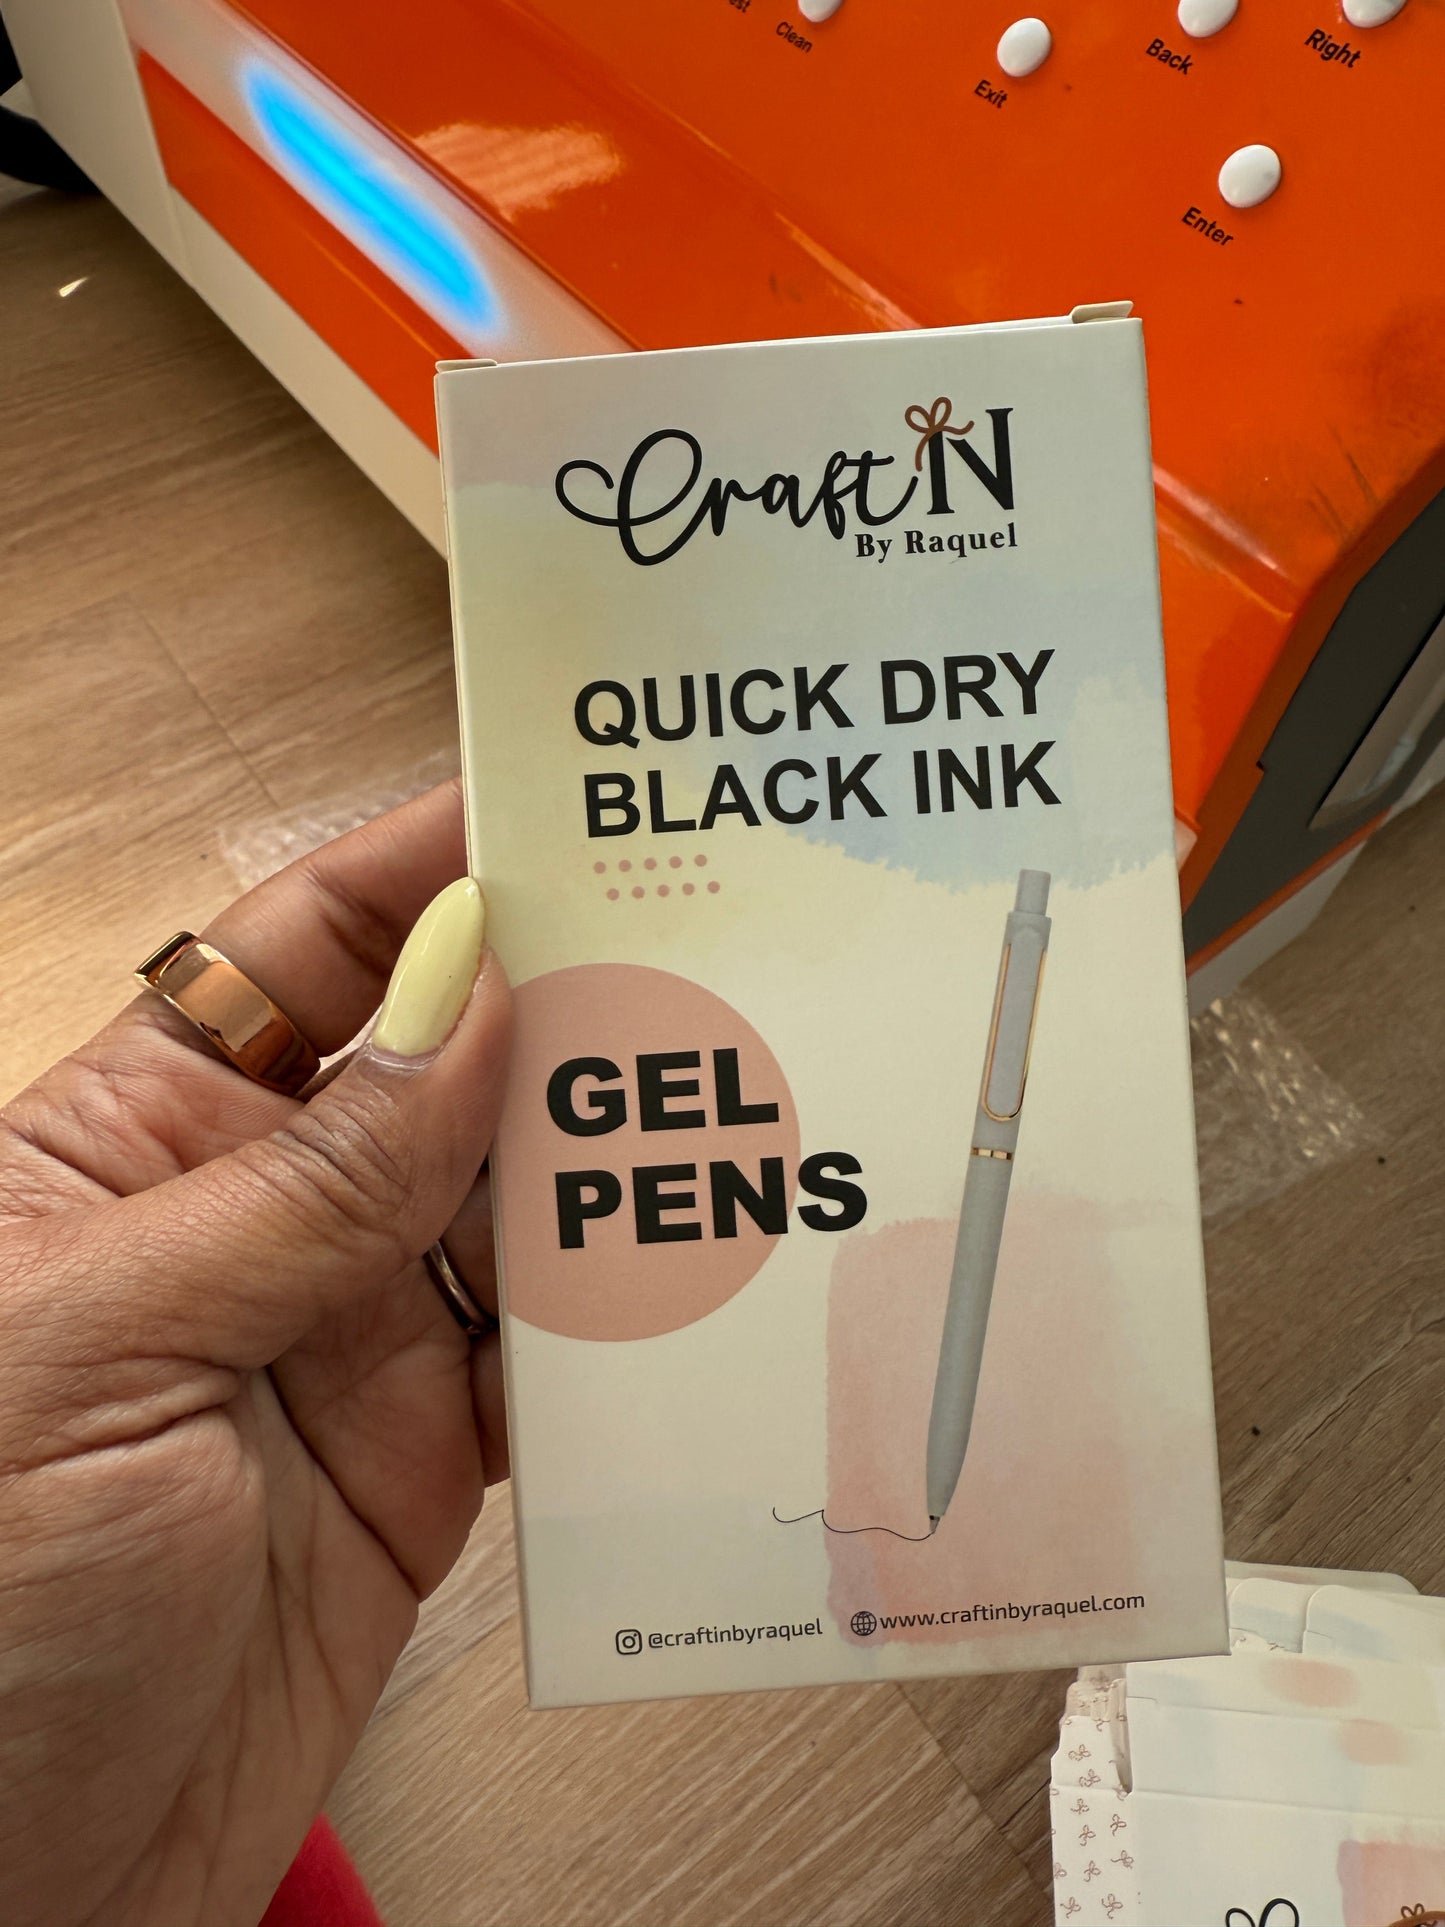 Clean
Exit
Back
Right
Enter
Craft'N
By Raquel
QUICK DRY
BLACK INK
GEL
PENS
@craftinbyraquel
www.craftinbyraquel.com